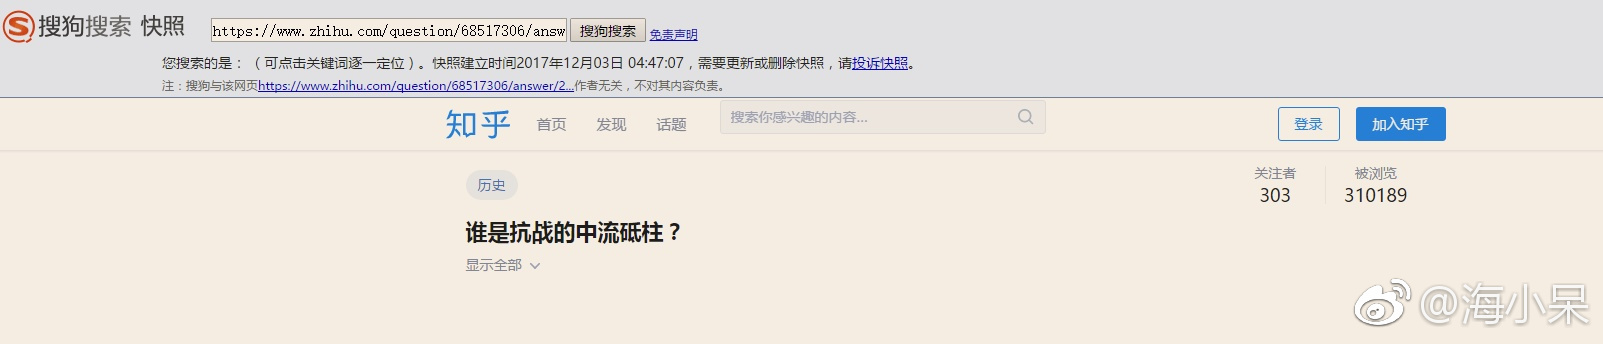 搜狗搜索 快照
https://www.zhihu.com/question/68517306/answ 搜狗搜索 免责声明
您搜索的是：（可点击关键词逐一定位）。快照建立时间2017年12月03日 04:47:07，需要更新或删除快照，请投诉快照。
注：搜狗与该网页https://www.zhihu.com/question/68517306/answer/2...作者无关，不对其内容负责。
知乎 首页 发现 话题 搜索你感兴趣的内容... 登录 加入知乎
历史
关注者 被浏览
303 310189
谁是抗战的中流砥柱？
显示全部
@海小呆